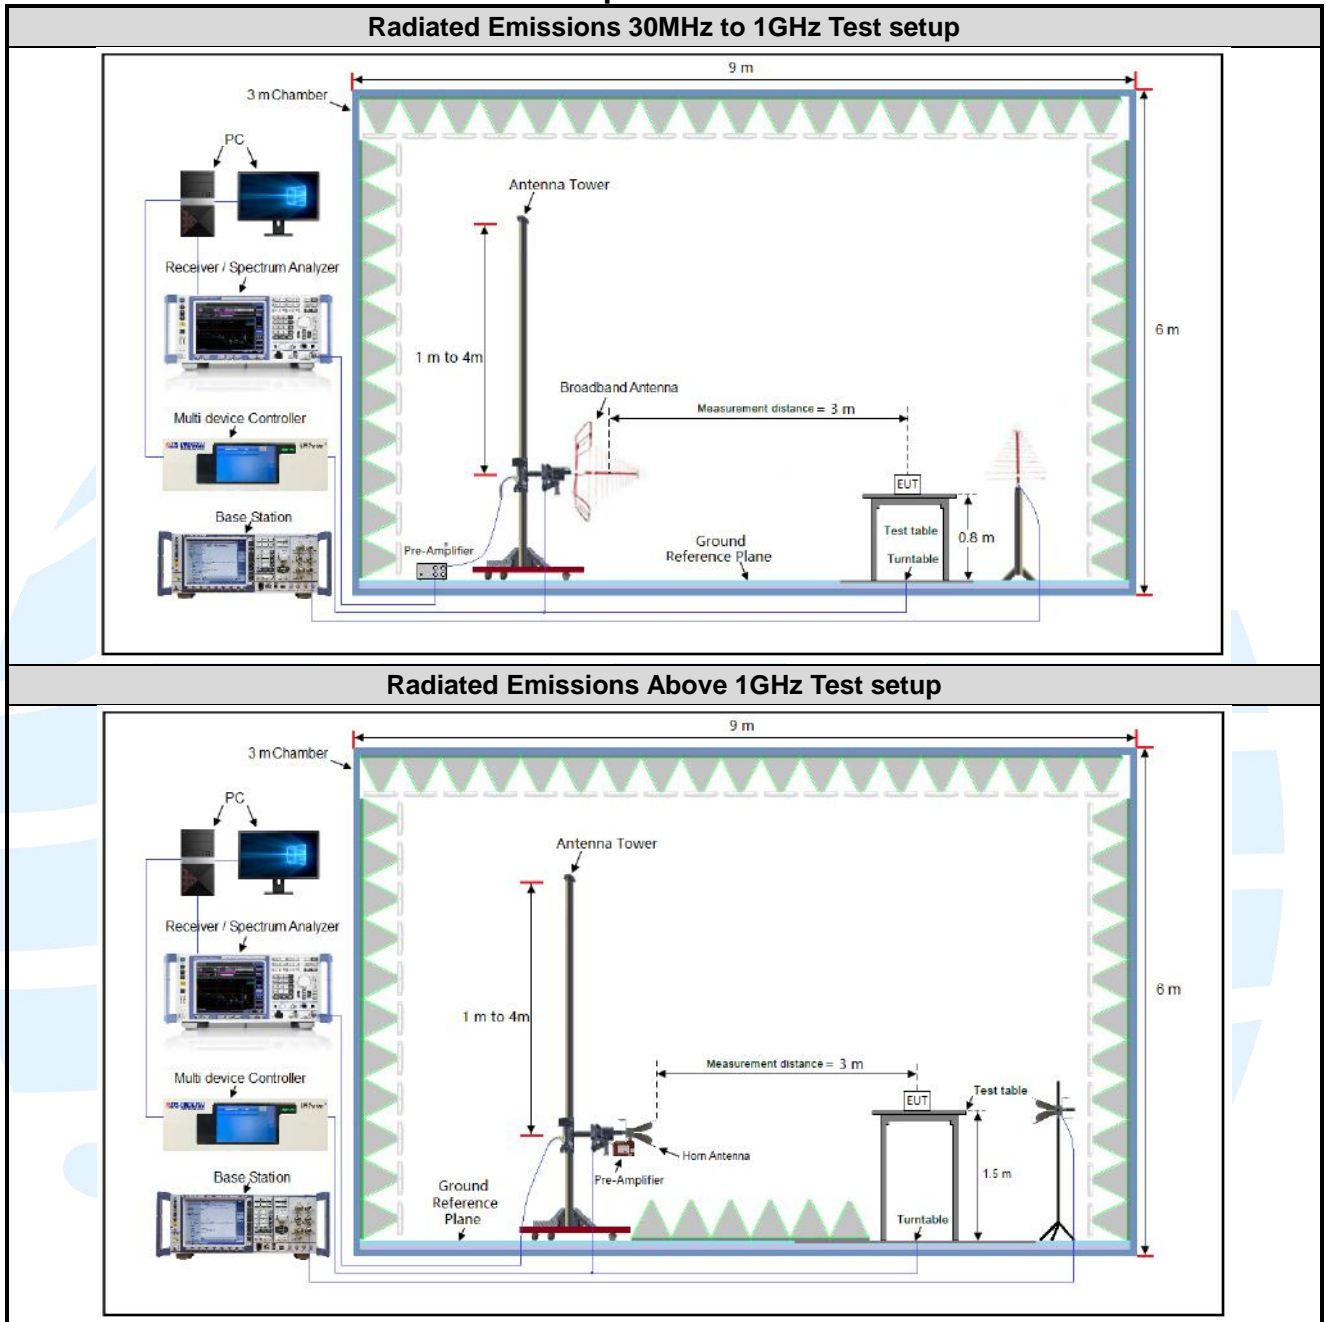 Radiated Emissions 30MHz to 1GHz Test setup
9 m
3 m Chamber
PC
Antenna Tower
Receiver / Spectrum Analyzer
6 m
1 m to 4m
Broadband Antenna
Measurement distance = 3 m
Multi device Controller
EUT
Base Station
Test table
0.8 m
Ground
Reference Plane
Pre-Amplifier
Turntable
Radiated Emissions Above 1GHz Test setup
9 m
3 m Chamber
PC
Antenna Tower
Receiver / Spectrum Analyzer
6 m
1 m to 4m
Measurement distance = 3 m
Multi device Controller
Test table
EUT
Horn Antenna
Pre-Amplifier
1.5 m
Base Station
Ground
Reference
Plane
Turntable